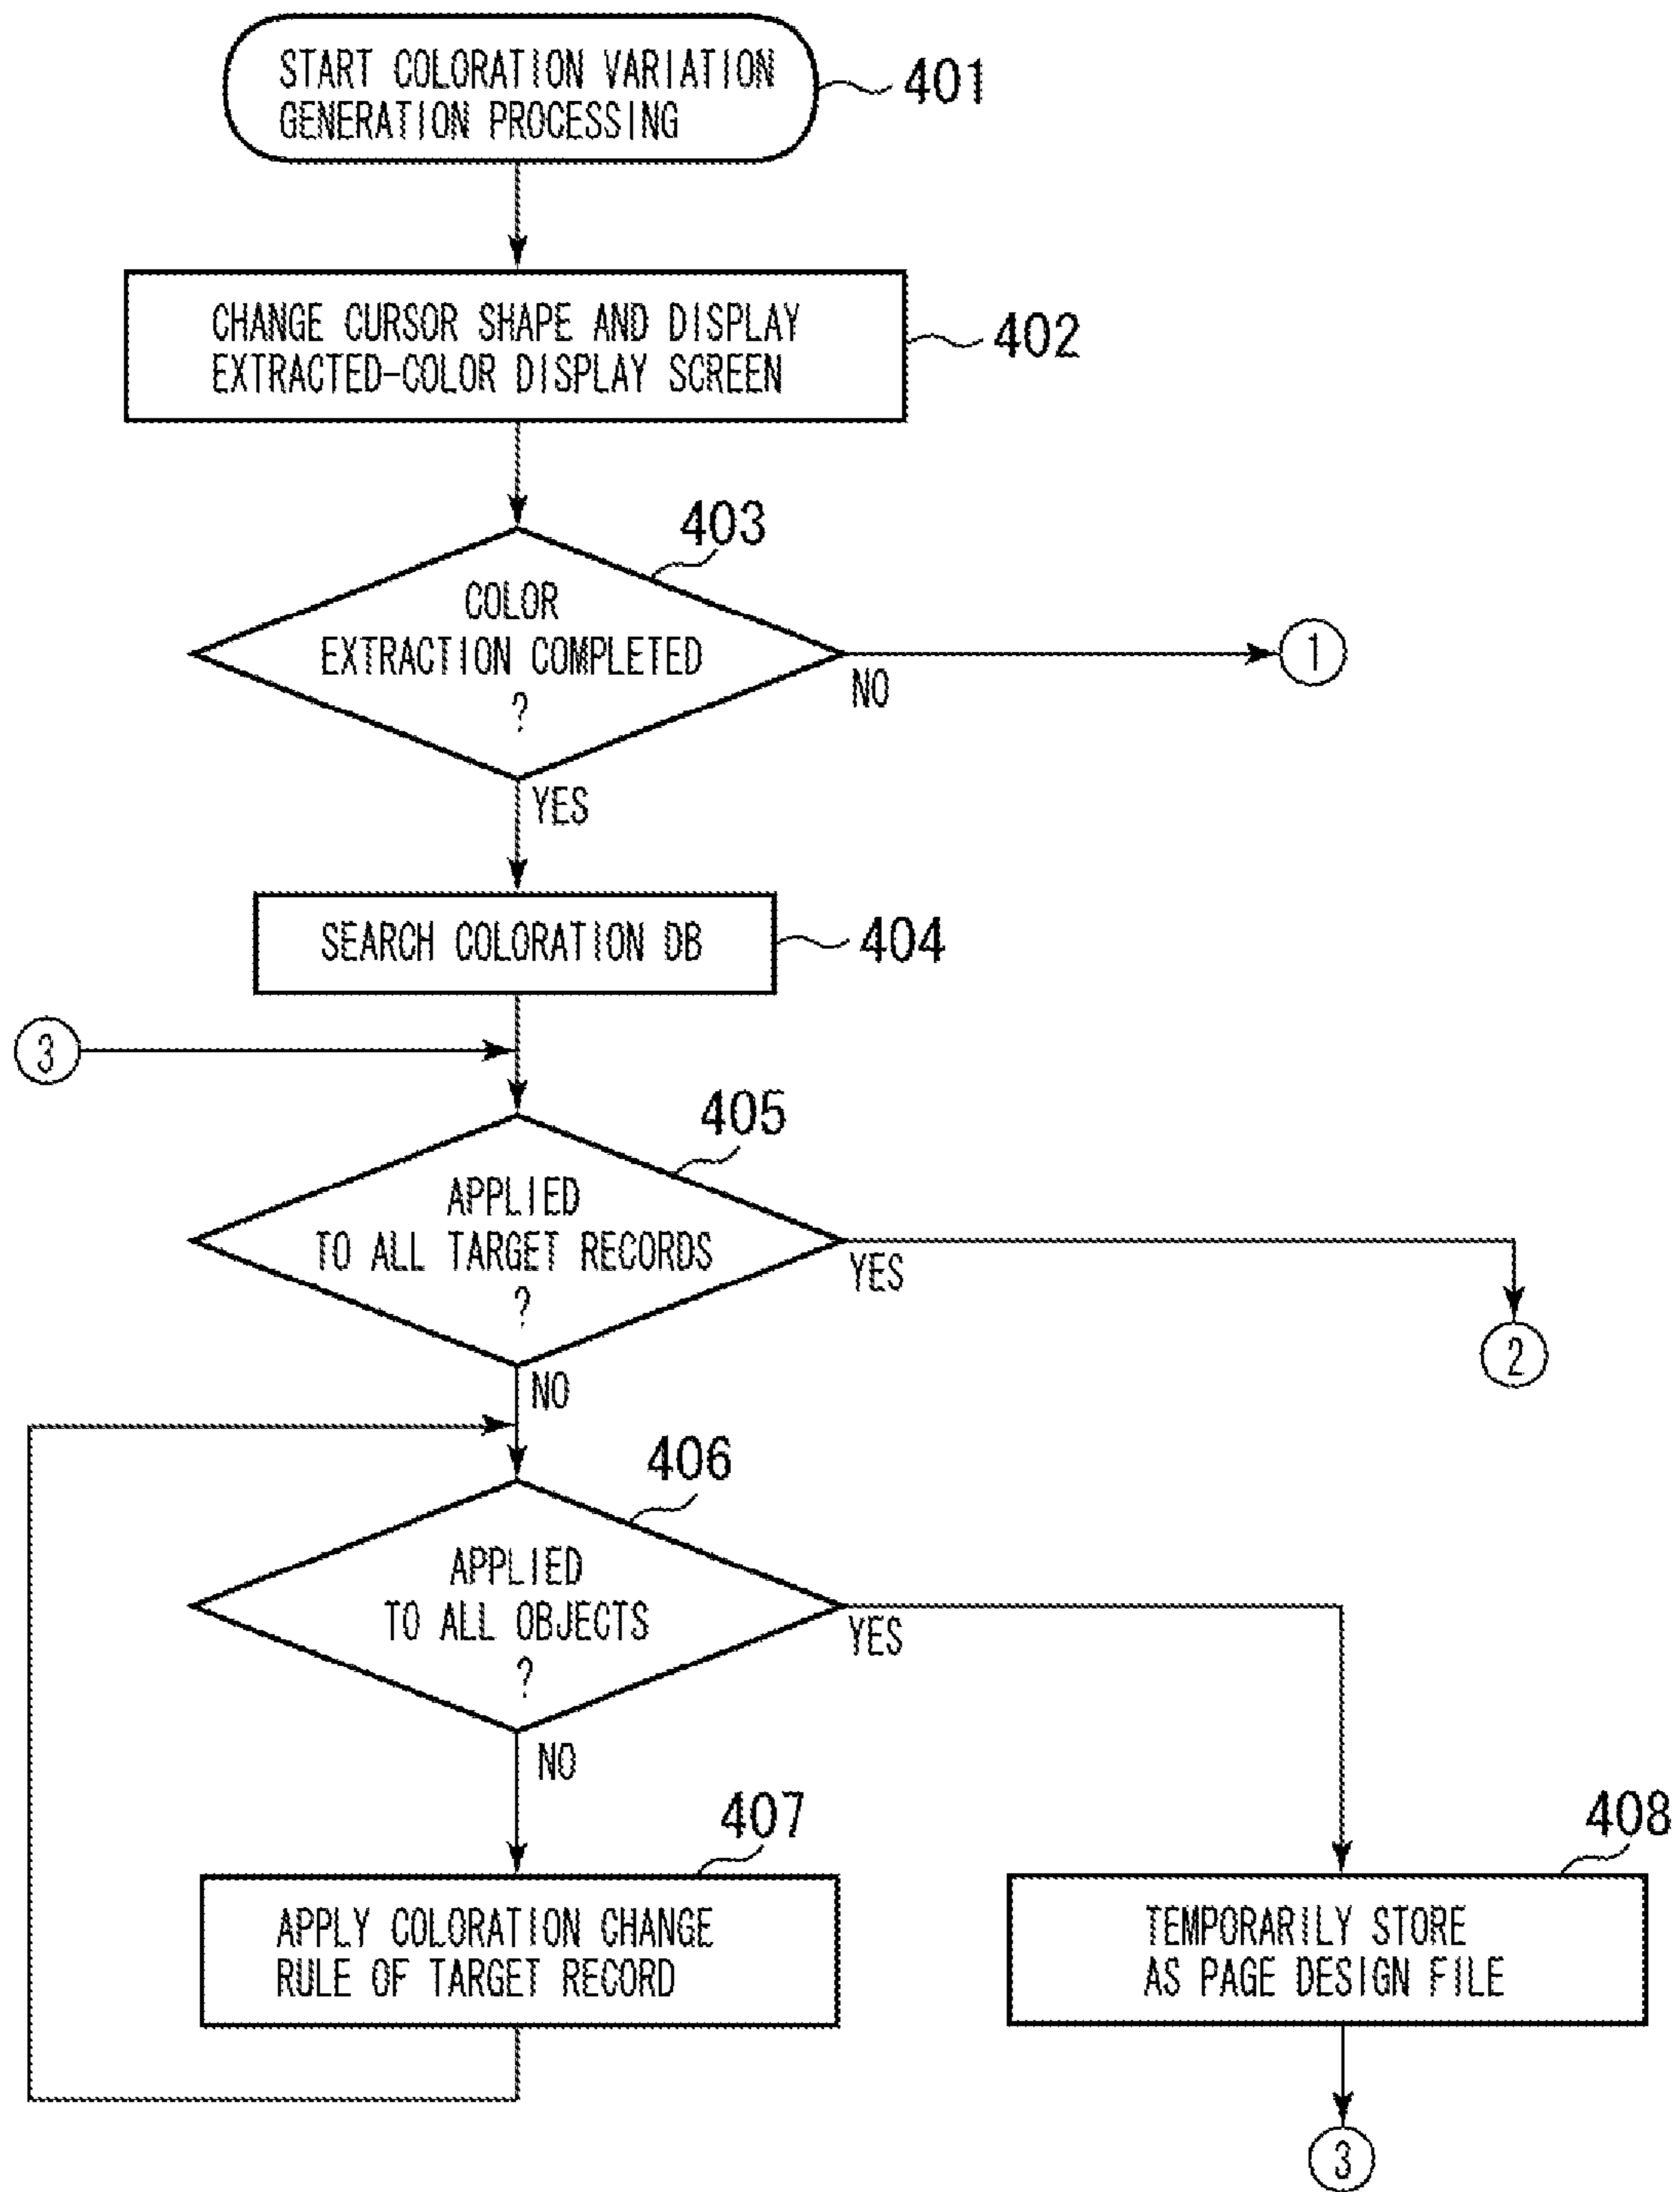 START COLORATION VARIATION
GENERATION PROCESSING
401
CHANGE CURSOR SHAPE AND DISPLAY
EXTRACTED-COLOR DISPLAY SCREEN
402
403
COLOR
EXTRACTION COMPLETED
?
NO
1
YES
SEARCH COLORATION DB
404
3
405
APPLIED
TO ALL TARGET RECORDS
?
YES
2
NO
406
APPLIED
TO ALL OBJECTS
?
YES
NO
407
APPLY COLORATION CHANGE
RULE OF TARGET RECORD
408
TEMPORARILY STORE
AS PAGE DESIGN FILE
3